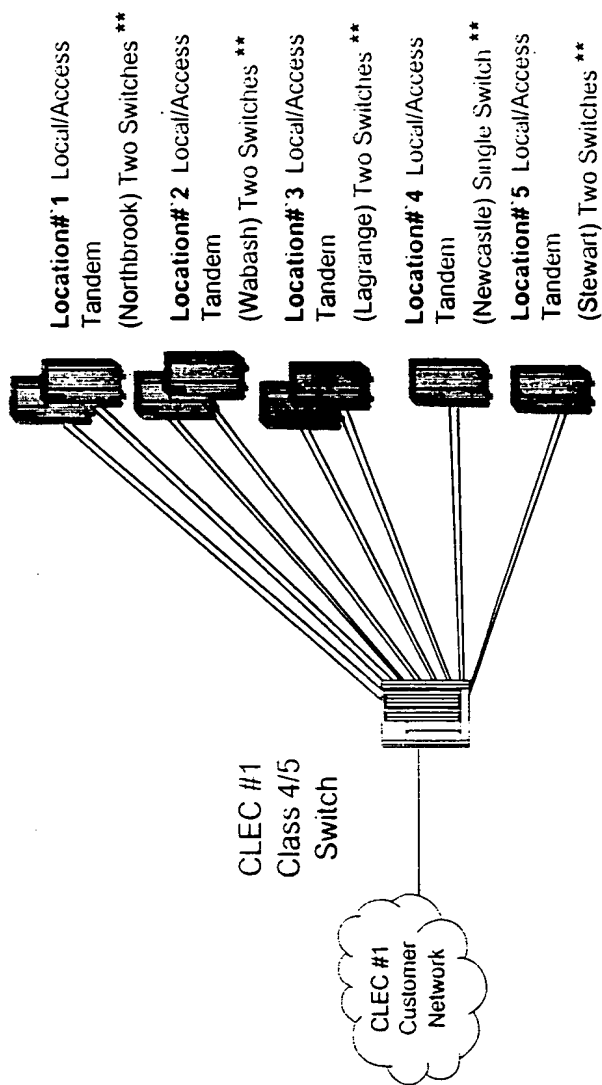 Location# 1 Local/Access
Tandem
(Northbrook) Two Switches **
Location# 2 Local/Access
Tandem
(Wabash) Two Switches **
Location# 3 Local/Access
Tandem
(Lagrange) Two Switches **
Location# 4 Local/Access
Tandem
(Newcastle) Single Switch **
Location# 5 Local/Access
Tandem
(Stewart) Two Switches **
CLEC #1
Class 4/5
Switch
CLEC #1
Customer
Network